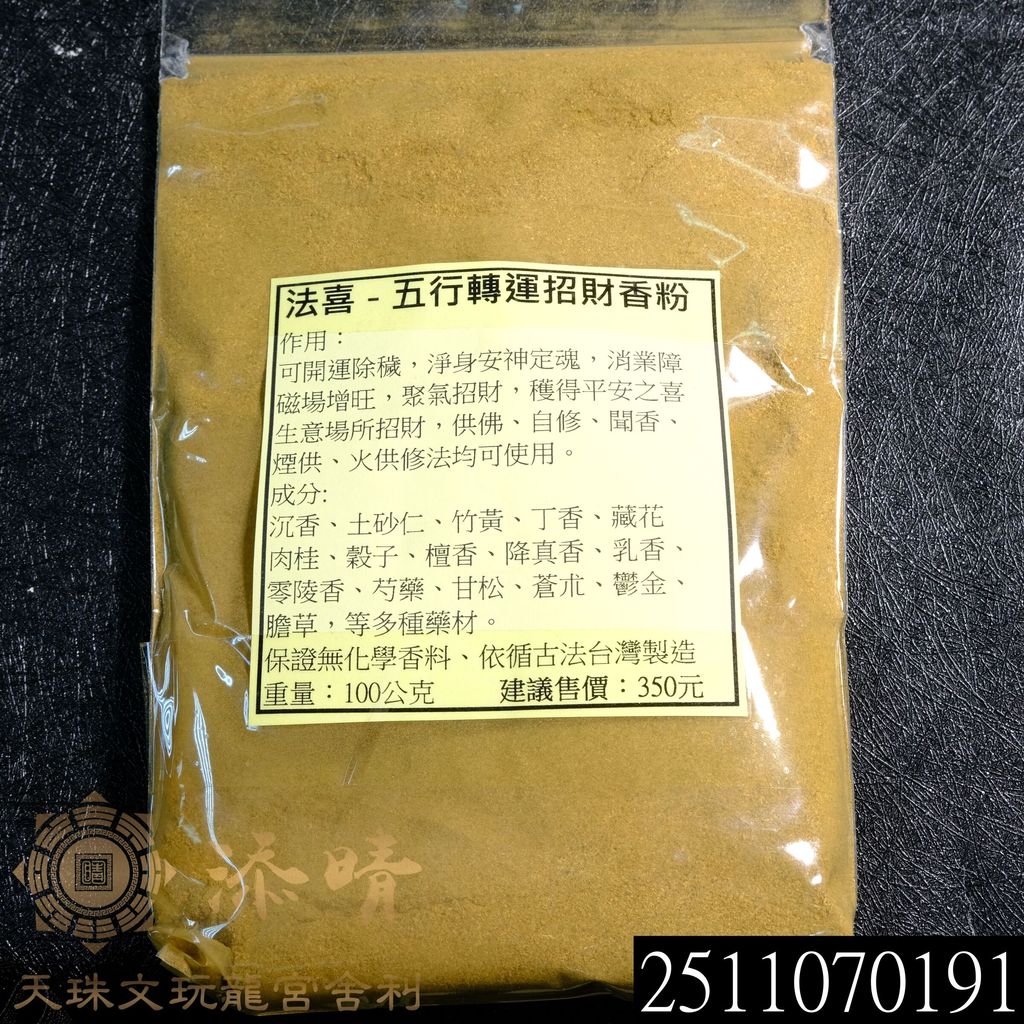 法喜 - 五行轉運招財香粉
作用：
可開運除穢，淨身安神定魂，消業障
磁場增旺，聚氣招財，穫得平安之喜
生意場所招財，供佛、自修、聞香、
煙供、火供修法均可使用。
成分:
沉香、土砂仁、竹黃、丁香、藏花
肉桂、穀子、檀香、降真香、乳香、
零陵香、芍藥、甘松、蒼朮、鬱金、
膽草，等多種藥材。
保證無化學香料、依循古法台灣製造
重量：100公克 建議售價：350元
添晴
天珠文玩龍宮舍利
2511070191